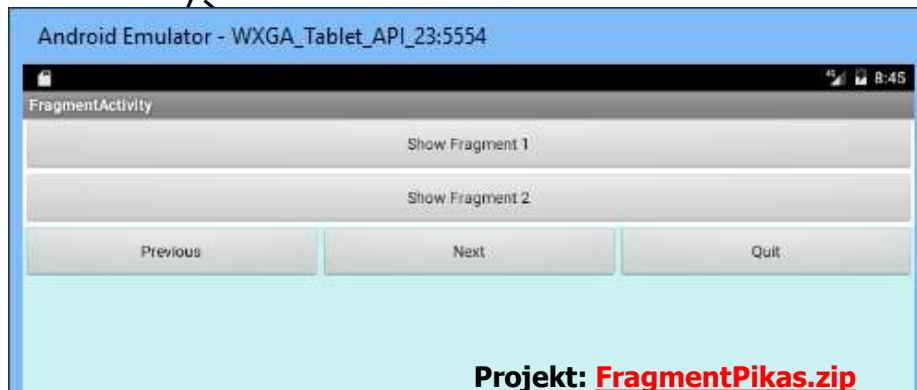 Android Emulator - WXGA_Tablet_API_23:5554
8:45
FragmentActivity
Show Fragment 1
Show Fragment 2
Previous Next Quit
Projekt: FragmentPikas.zip